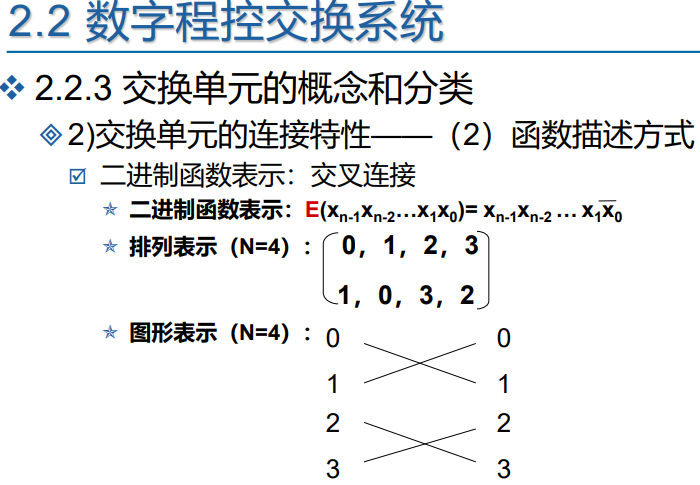 2.2 数字程控交换系统
2.2.3 交换单元的概念和分类
2)交换单元的连接特性——（2）函数描述方式
二进制函数表示：交叉连接
二进制函数表示：E(xₙ₋₁xₙ₋₂…x₁x₀)= xₙ₋₁xₙ₋₂ … x₁x̅₀
排列表示（N=4）：
0，1，2，3
1，0，3，2
图形表示（N=4）：
0 0
1 1
2 2
3 3